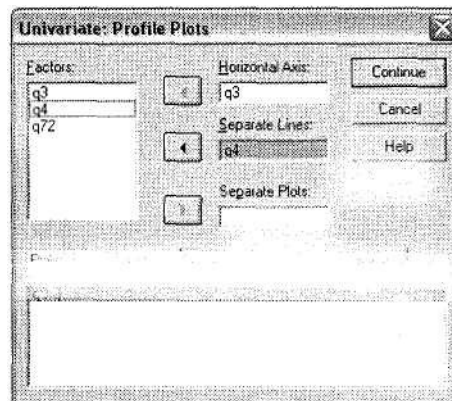 Univariate: Profile Plots
Factors:
q3
q4
q72
Horizontal Axis:
q3
Separate Lines:
q4
Separate Plots:
Continue
Cancel
Help